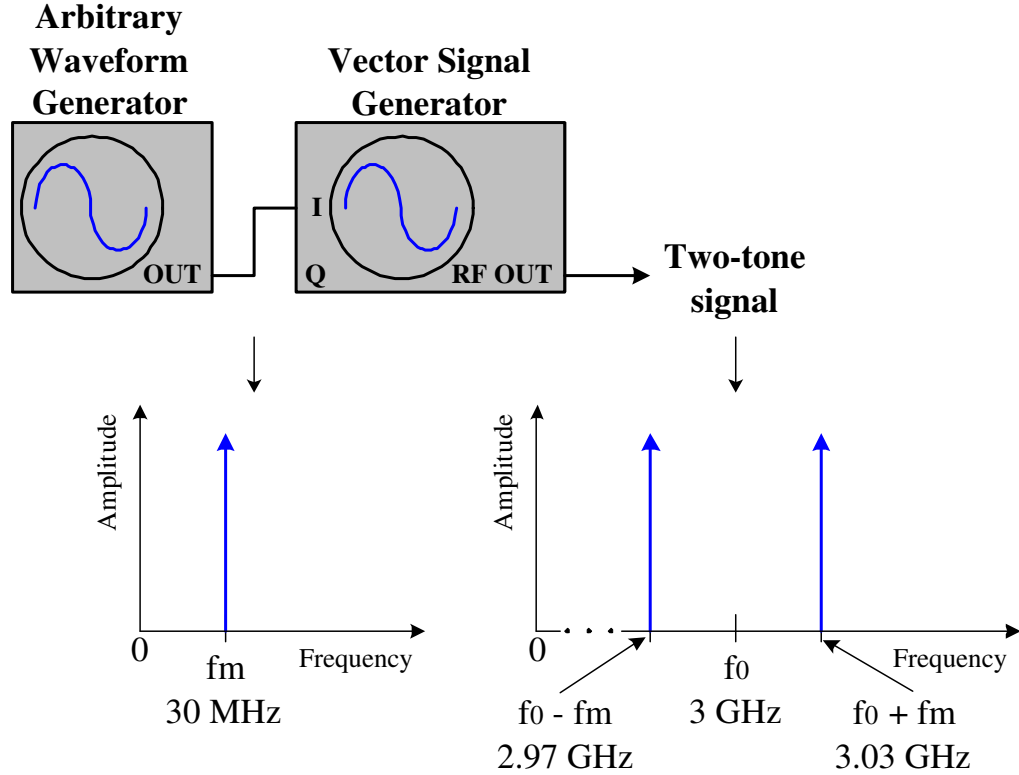 Arbitrary
Waveform
Generator
Vector Signal
Generator
OUT
I
Q
RF OUT
Two-tone
signal
Amplitude
0
fm
30 MHz
Frequency
Amplitude
0
f0 - fm
2.97 GHz
f0
3 GHz
f0 + fm
3.03 GHz
Frequency